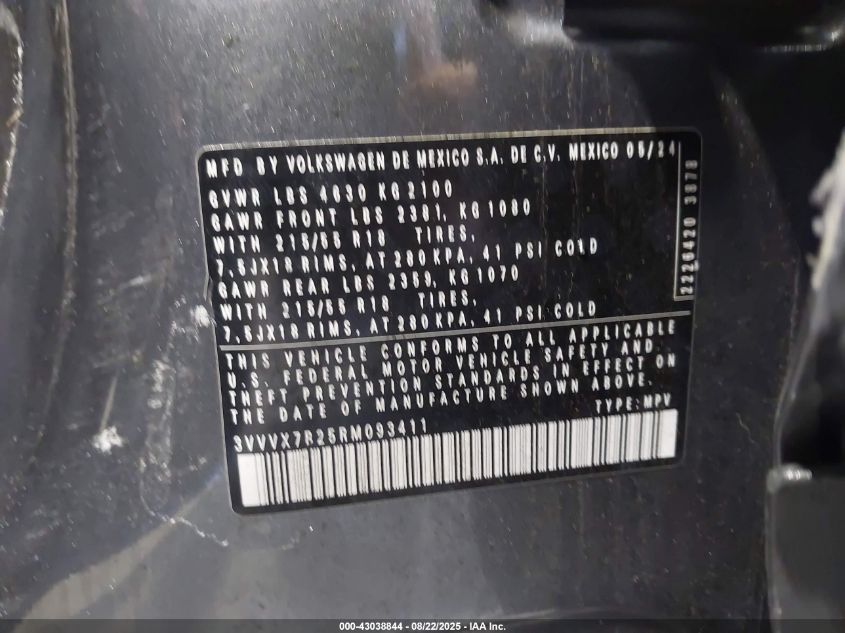 MFD BY VOLKSWAGEN DE MEXICO S.A. DE C.V. MEXICO 05/24
GVWR LBS 4630 KG 2100
GAWR FRONT LBS 2381, KG 1080
WITH 215/55 R18 TIRES,
7,5JX18 RIMS, AT 280 KPA, 41 PSI COLD
GAWR REAR LBS 2359, KG 1070
WITH 215/55 R18 TIRES,
7,5JX18 RIMS, AT 280 KPA, 41 PSI COLD
2226420 3878
THIS VEHICLE CONFORMS TO ALL APPLICABLE
U.S. FEDERAL MOTOR VEHICLE SAFETY AND
THEFT PREVENTION STANDARDS IN EFFECT ON
THE DATE OF MANUFACTURE SHOWN ABOVE.
TYPE: MPV
3VVVX7R25RM093411
000-43038844 - 08/22/2025 - IAA Inc.